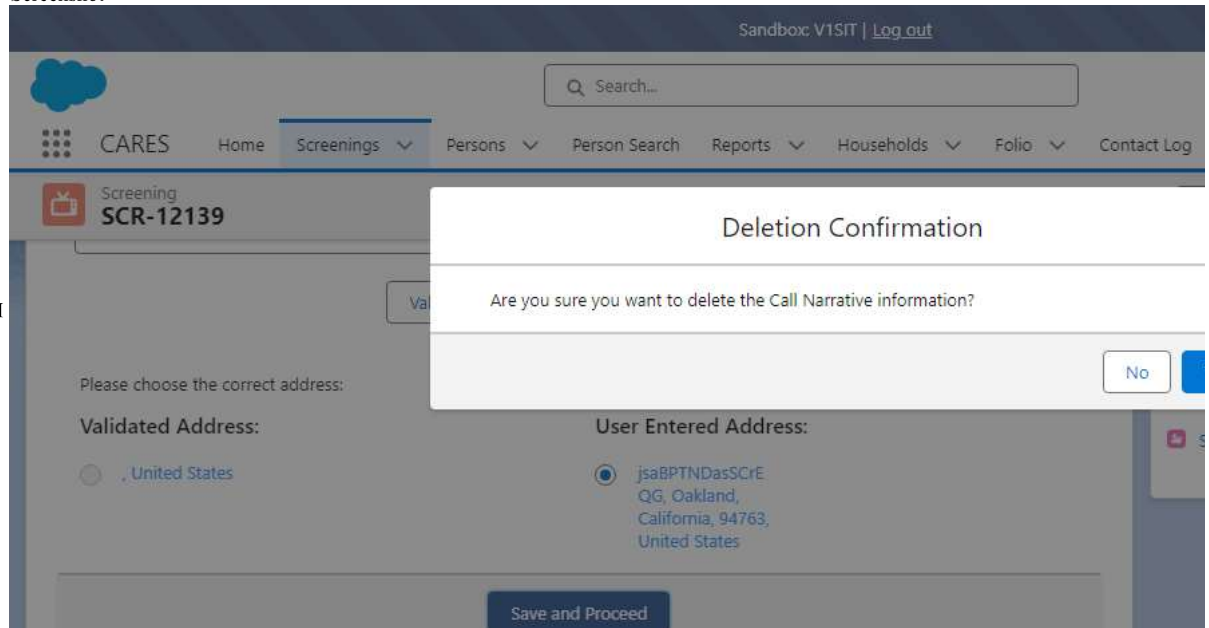 Sandbox: V1SIT | Log out
Search...
CARES Home Screenings Persons Person Search Reports Households Folio Contact Log
Screening
SCR-12139
Deletion Confirmation
Are you sure you want to delete the Call Narrative information?
No
Please choose the correct address:
Validated Address:
User Entered Address:
, United States
jsaBPTNDasSCrE
QG, Oakland,
California, 94763,
United States
Save and Proceed